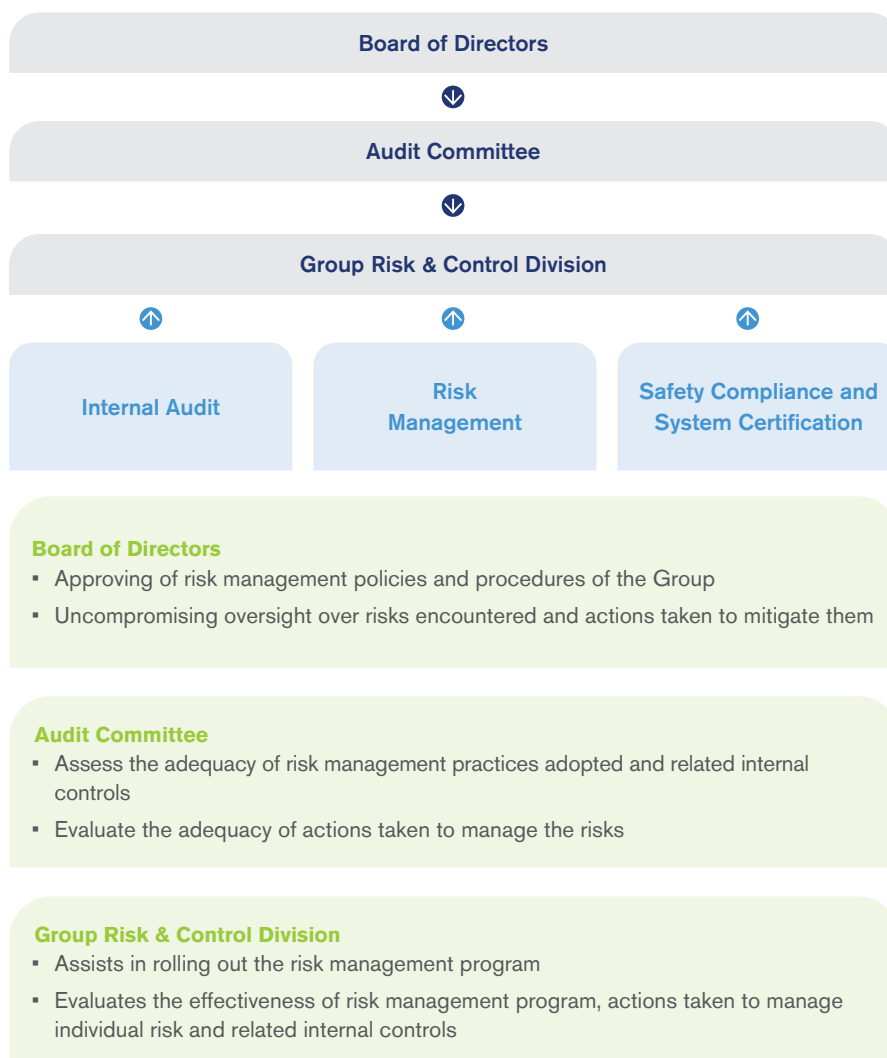 Board of Directors
Audit Committee
Group Risk & Control Division
Internal Audit
Risk
Management
Safety Compliance and
System Certification
Board of Directors
▪ Approving of risk management policies and procedures of the Group
▪ Uncompromising oversight over risks encountered and actions taken to mitigate them
Audit Committee
▪ Assess the adequacy of risk management practices adopted and related internal
controls
▪ Evaluate the adequacy of actions taken to manage the risks
Group Risk & Control Division
▪ Assists in rolling out the risk management program
▪ Evaluates the effectiveness of risk management program, actions taken to manage
individual risk and related internal controls